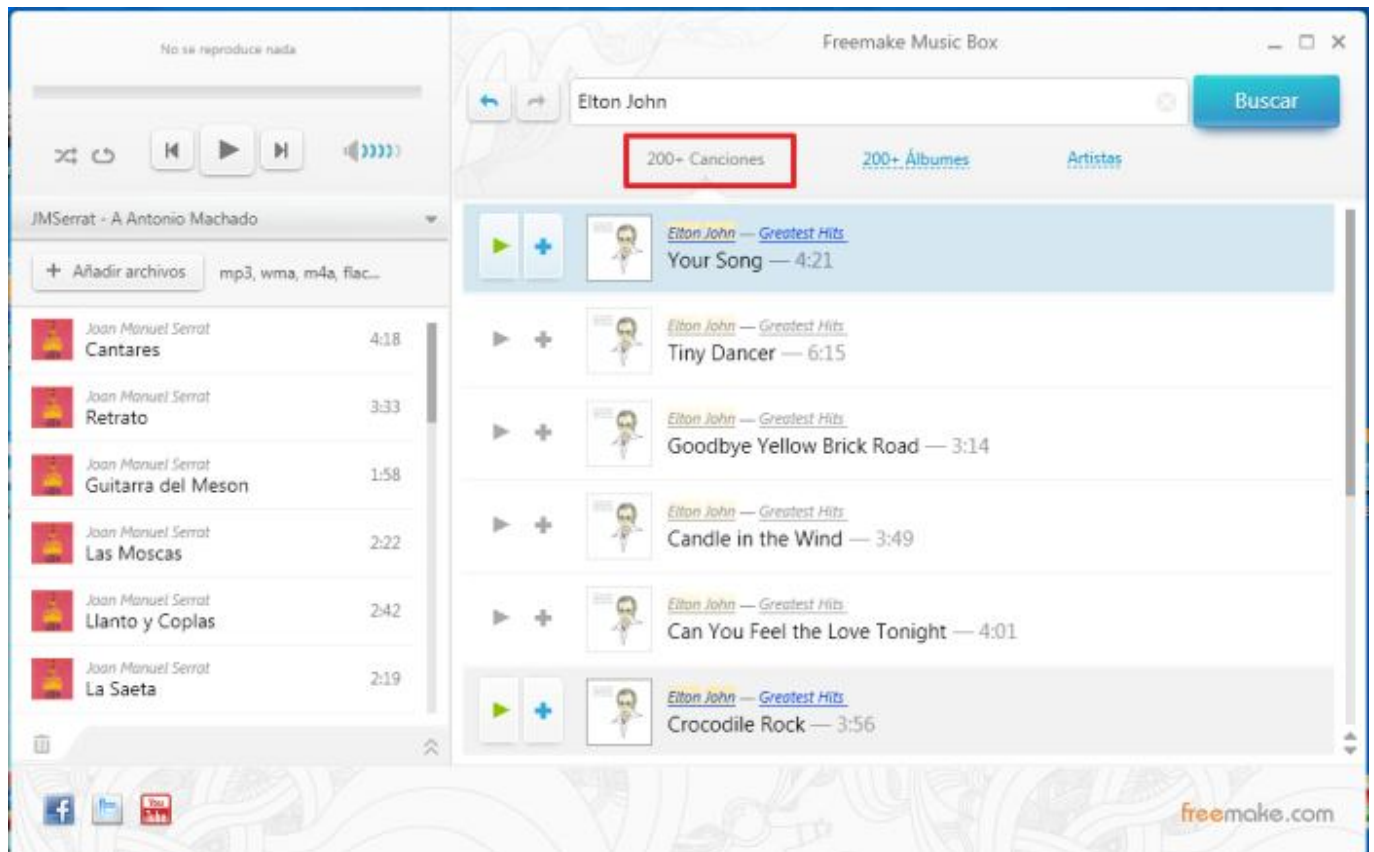 No se reproduce nada
Freemake Music Box
Elton John
Buscar
200+ Canciones
200+ Álbumes
Artistas
JMSerrat - A Antonio Machado
+ Añadir archivos
mp3, wma, m4a, flac...
Joan Manuel Serrat
Cantares
4:18
Joan Manuel Serrat
Retrato
3:33
Joan Manuel Serrat
Guitarra del Meson
1:58
Joan Manuel Serrat
Las Moscas
2:22
Joan Manuel Serrat
Llanto y Coplas
2:42
Joan Manuel Serrat
La Saeta
2:19
Elton John — Greatest Hits
Your Song — 4:21
Elton John — Greatest Hits
Tiny Dancer — 6:15
Elton John — Greatest Hits
Goodbye Yellow Brick Road — 3:14
Elton John — Greatest Hits
Candle in the Wind — 3:49
Elton John — Greatest Hits
Can You Feel the Love Tonight — 4:01
Elton John — Greatest Hits
Crocodile Rock — 3:56
You
Tube
freemake.com